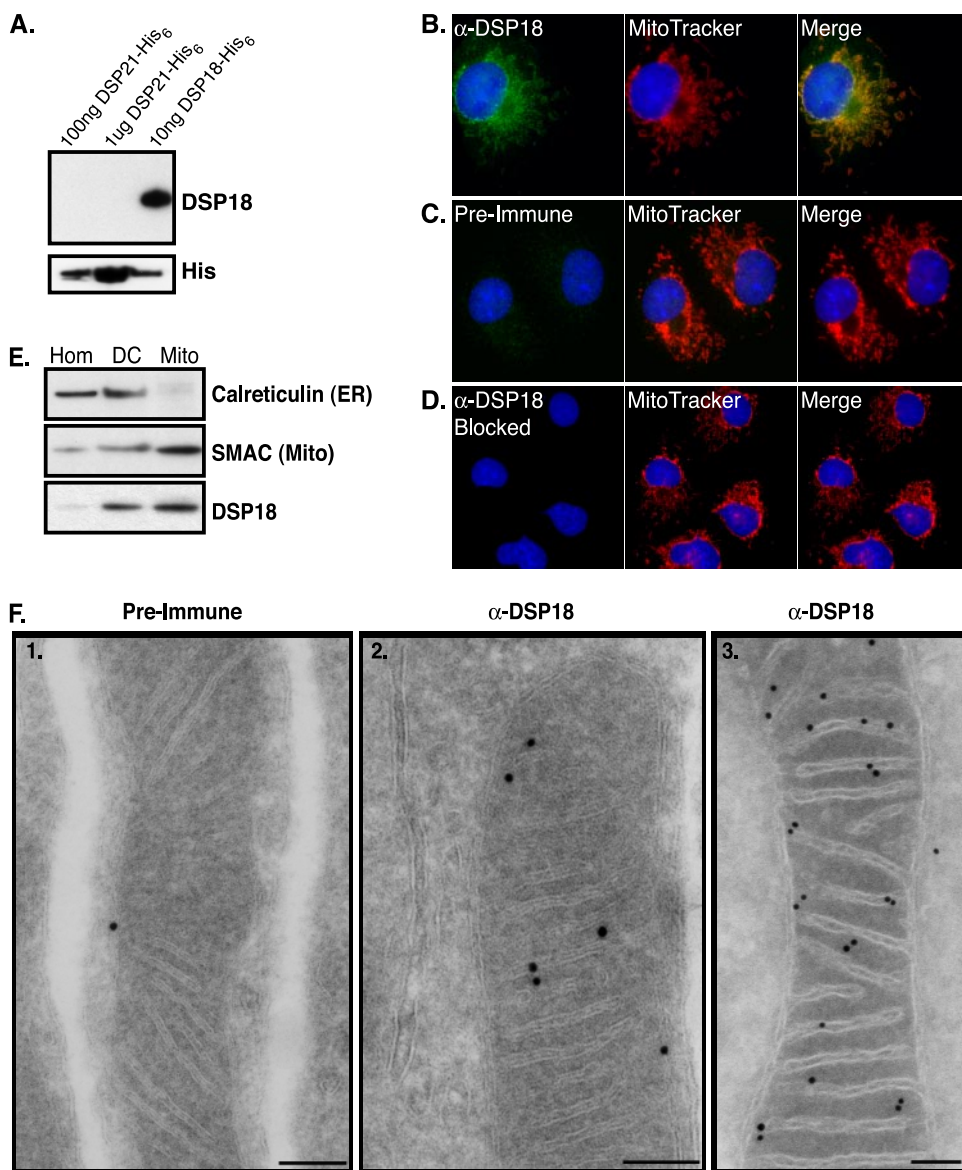 A.
100ng DSP21-His6
1ug DSP21-His6
10ng DSP18-His6
DSP18
His
B.
α-DSP18
MitoTracker
Merge
C.
Pre-Immune
MitoTracker
Merge
D.
α-DSP18
Blocked
MitoTracker
Merge
E.
Hom
DC
Mito
Calreticulin (ER)
SMAC (Mito)
DSP18
F.
Pre-Immune
α-DSP18
α-DSP18
1.
2.
3.